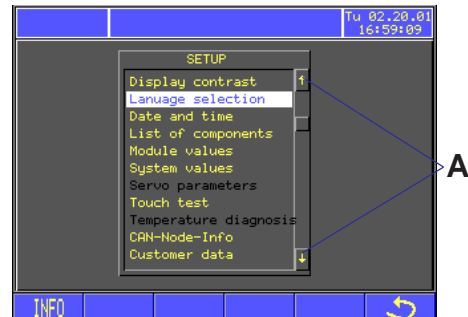 Tu 02.20.01
16:59:09
SETUP
Display contrast
Lanuage selection
Date and time
List of components
Module values
System values
Servo parameters
Touch test
Temperature diagnosis
CAN-Node-Info
Customer data
A
INFO